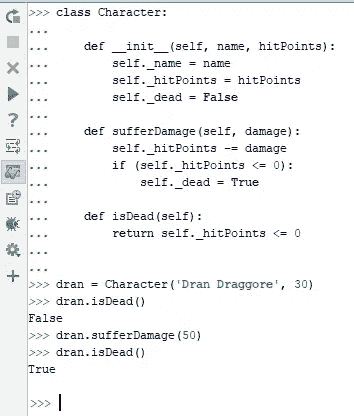 >>> class Character:
...
...     def __init__(self, name, hitPoints):
...         self._name = name
...         self._hitPoints = hitPoints
...         self._dead = False
...
...     def sufferDamage(self, damage):
...         self._hitPoints -= damage
...         if (self._hitPoints <= 0):
...             self._dead = True
...
...     def isDead(self):
...         return self._hitPoints <= 0
...
...
>>> dran = Character('Dran Draggore', 30)
>>> dran.isDead()
False
>>> dran.sufferDamage(50)
>>> dran.isDead()
True
>>>